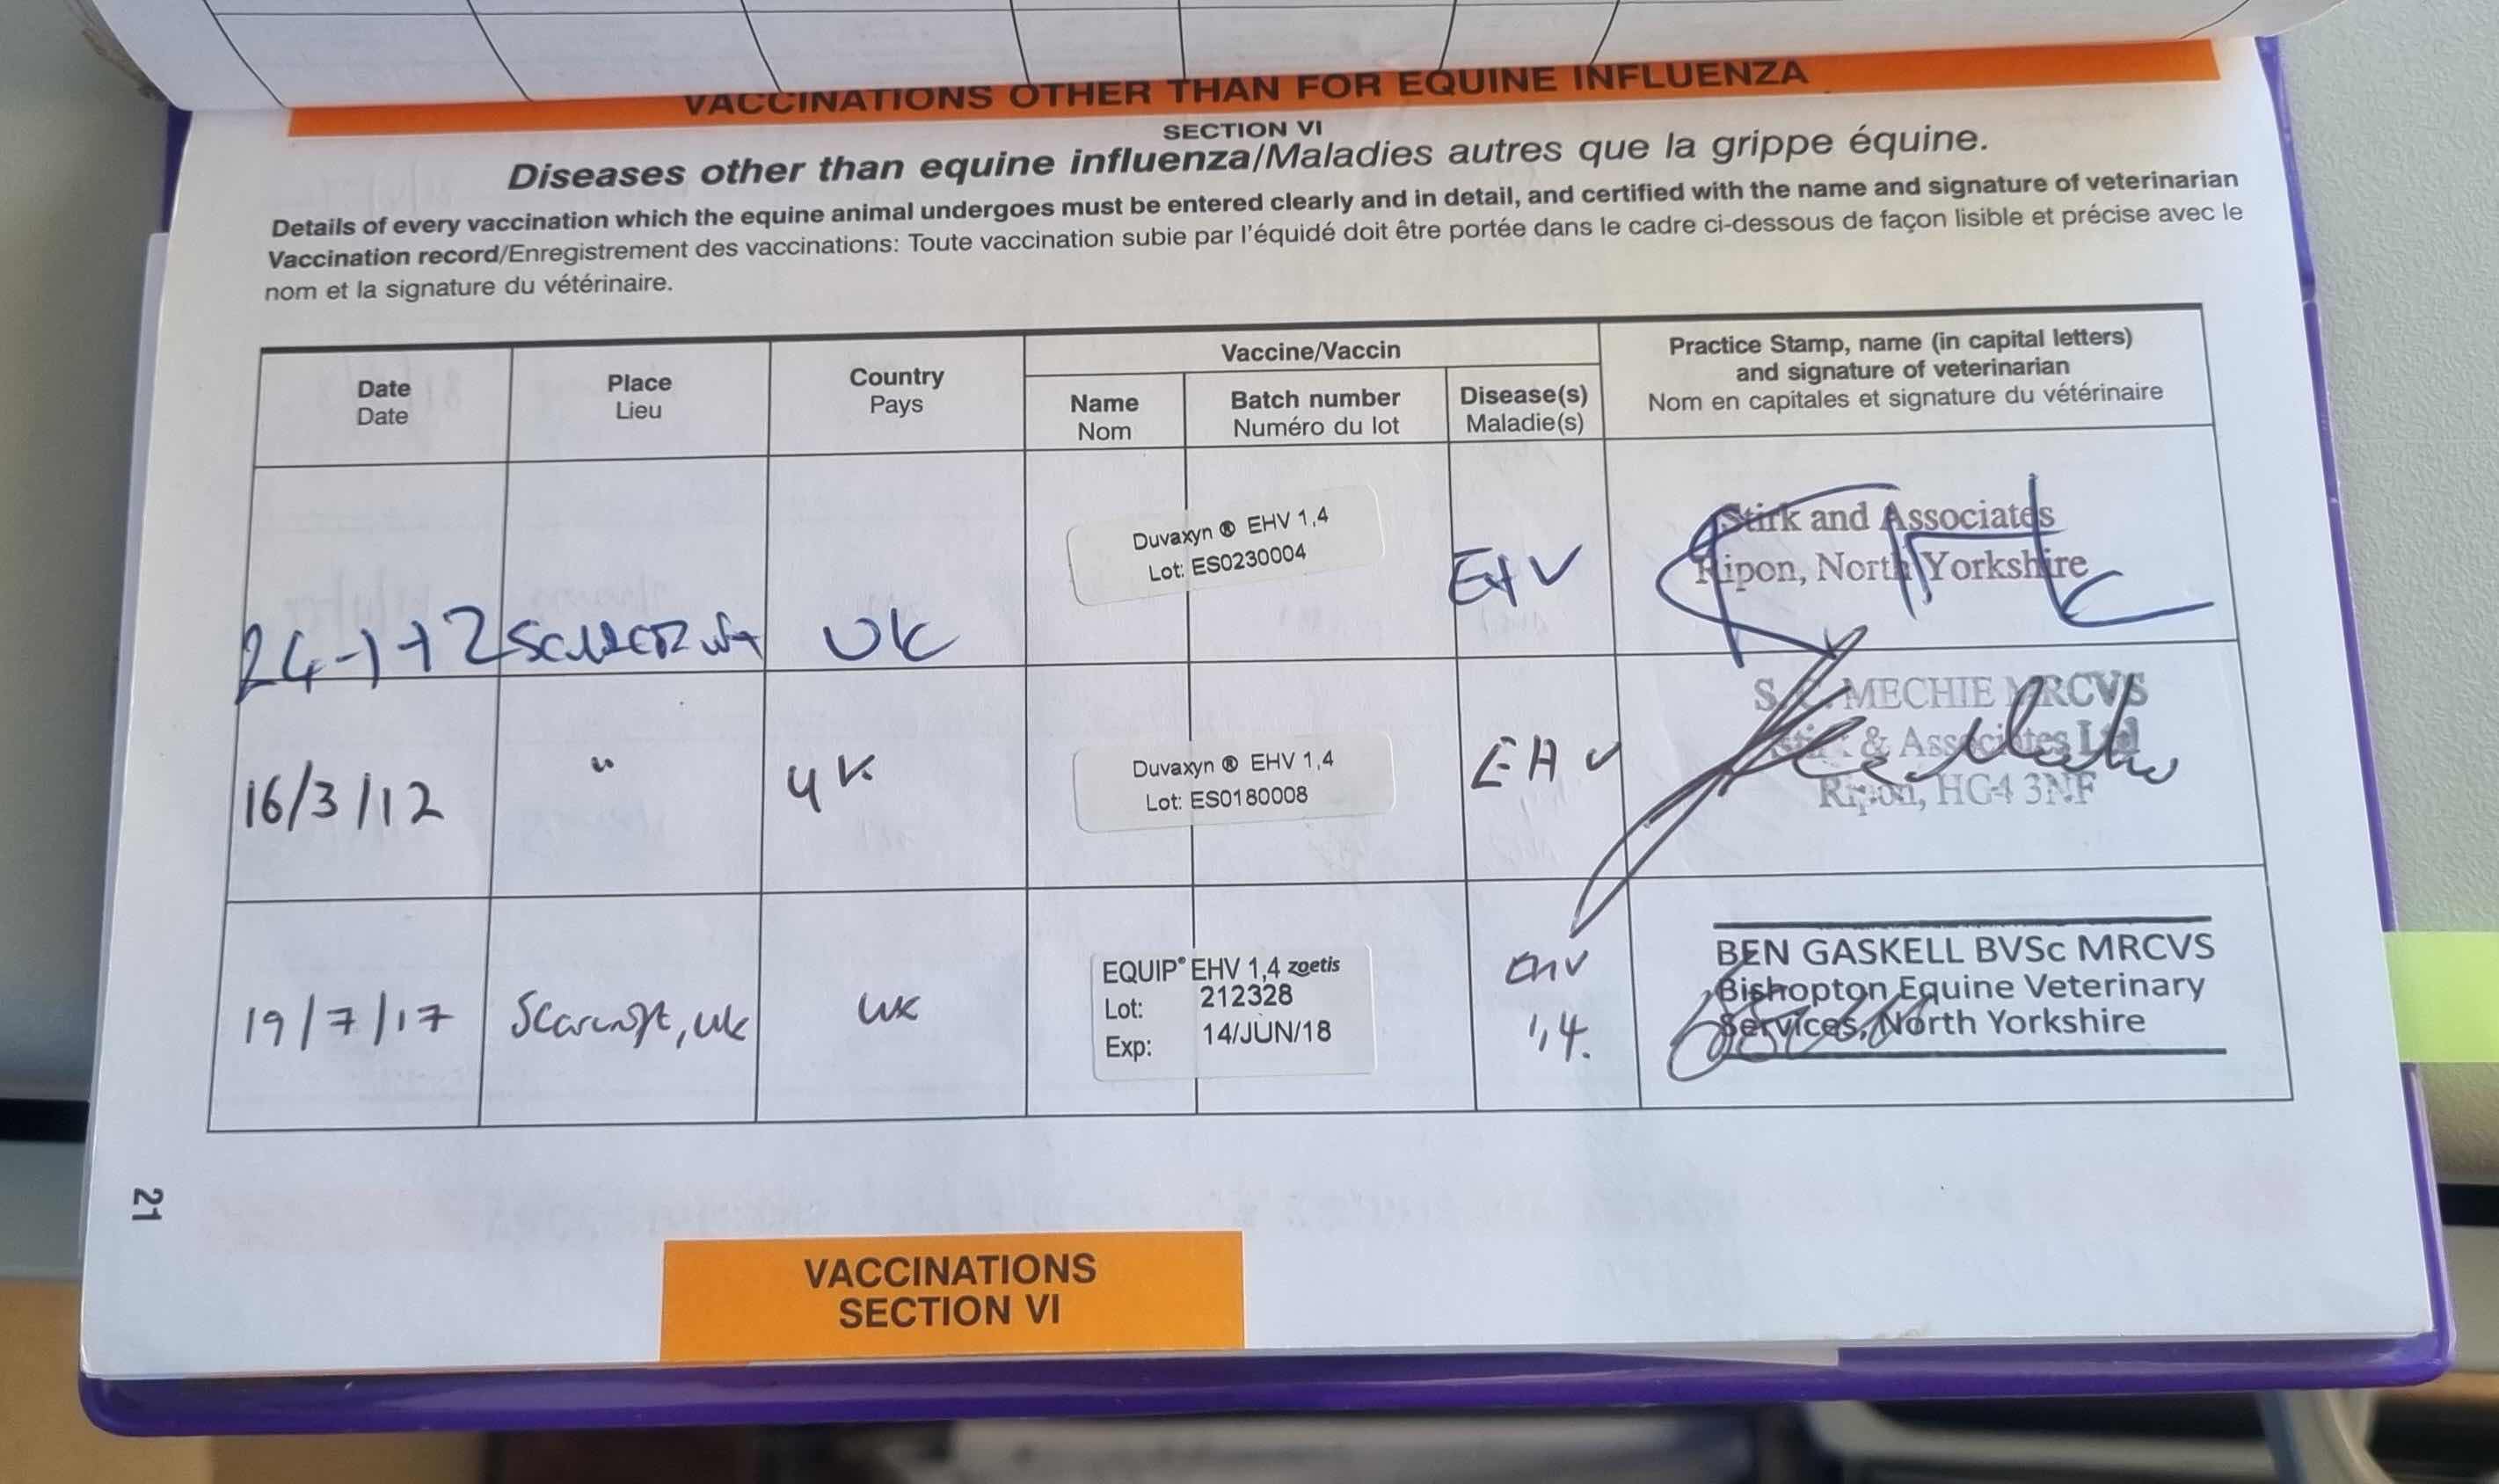 VACCINATIONS OTHER THAN FOR EQUINE INFLUENZA
SECTION VI
Diseases other than equine influenza/Maladies autres que la grippe équine.
Details of every vaccination which the equine animal undergoes must be entered clearly and in detail, and certified with the name and signature of veterinarian
Vaccination record/Enregistrement des vaccinations: Toute vaccination subie par l'équidé doit être portée dans le cadre ci-dessous de façon lisible et précise avec le
nom et la signature du vétérinaire.
Date
Date
Place
Lieu
Country
Pays
Vaccine/Vaccin
Name
Nom
Batch number
Numéro du lot
Disease(s)
Maladie(s)
Practice Stamp, name (in capital letters)
and signature of veterinarian
Nom en capitales et signature du vétérinaire
24-1-12
UK
Duvaxyn ® EHV 1,4
Lot: ES0230004
EHV
Stirk and Associates
Ripon, North Yorkshire
16/3/12
"
UK
Duvaxyn ® EHV 1,4
Lot: ES0180008
EHV
S. C. MECHIE MRCVS
Stirk & Associates Ltd
Ripon, HG4 3NF
19/7/17
Scarcroft, UK
UK
EQUIP® EHV 1,4 zoetis
Lot: 212328
Exp: 14/JUN/18
EHV
1,4.
BEN GASKELL BVSc MRCVS
Bishopton Equine Veterinary
Services, North Yorkshire
21
VACCINATIONS
SECTION VI